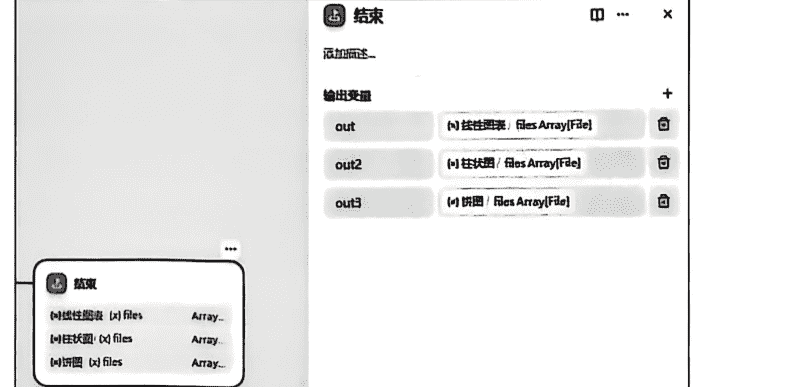 结束
添加描述...
输出变量
out
{x} 线性图表 / files Array[File]
out2
{x} 柱状图 / files Array[File]
out3
{x} 饼图 / files Array[File]
结束
{x} 线性图表 {x} files Array...
{x} 柱状图/ {x} files Array...
{x} 饼图 {x} files Array...